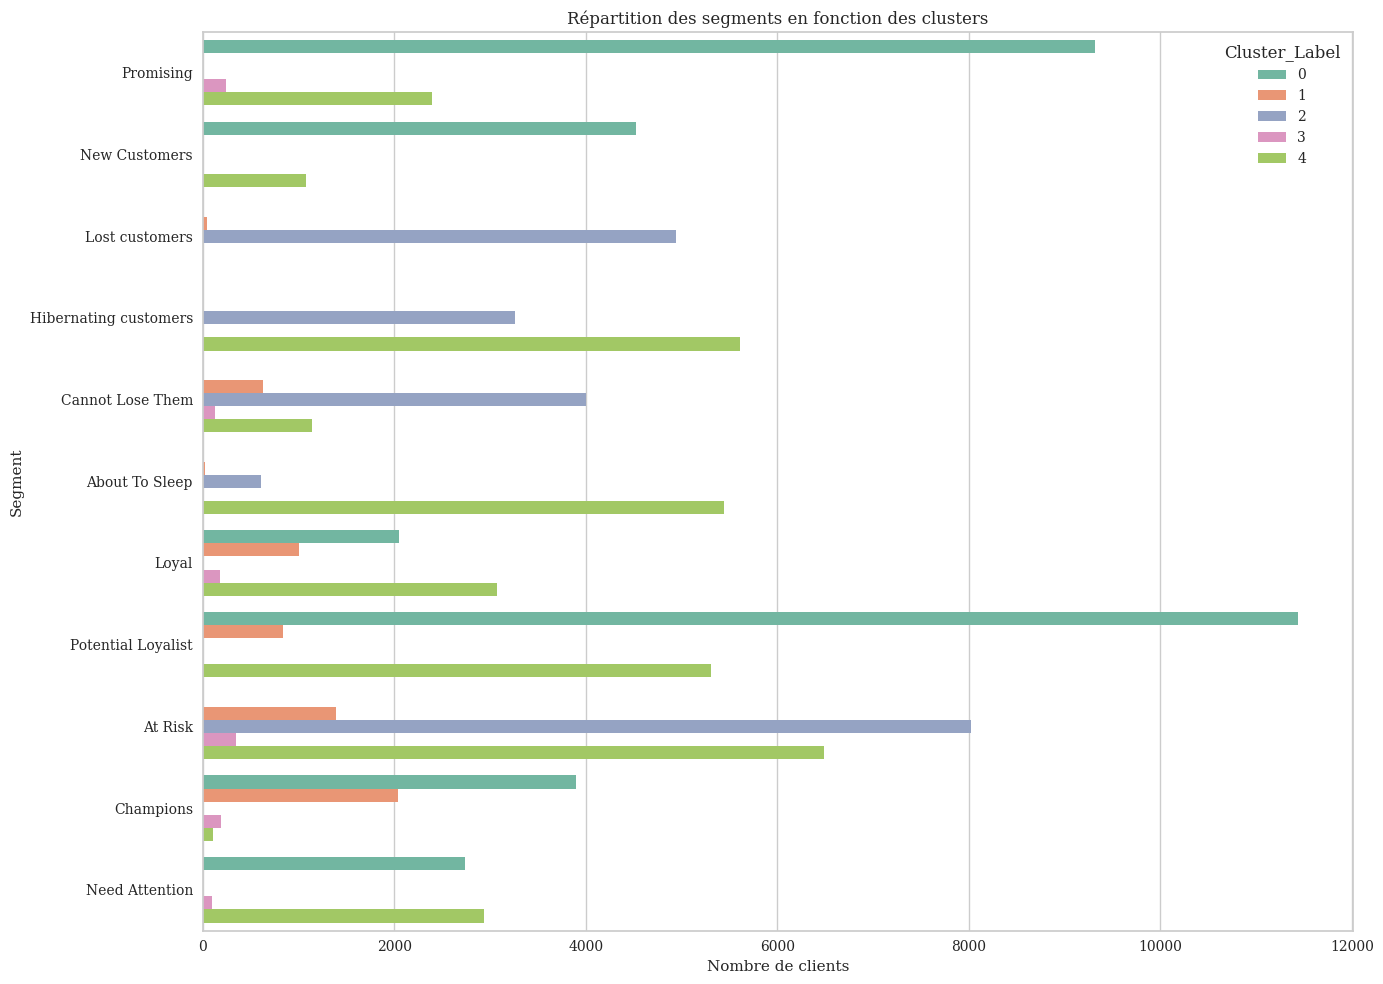 Répartition des segments en fonction des clusters
Cluster_Label
0
1
2
3
4
Segment
Promising
New Customers
Lost customers
Hibernating customers
Cannot Lose Them
About To Sleep
Loyal
Potential Loyalist
At Risk
Champions
Need Attention
0 2000 4000 6000 8000 10000 12000
Nombre de clients